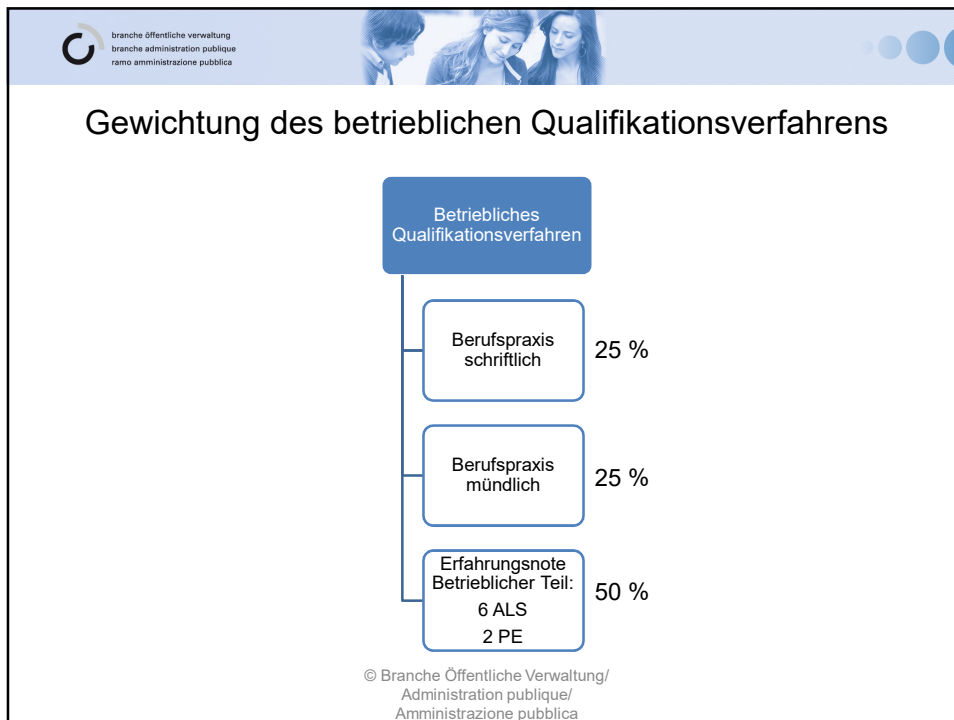 branche öffentliche verwaltung
branche administration publique
ramo amministrazione pubblica
Gewichtung des betrieblichen Qualifikationsverfahrens
Betriebliches
Qualifikationsverfahren
Berufspraxis
schriftlich
25 %
Berufspraxis
mündlich
25 %
Erfahrungsnote
Betrieblicher Teil:
6 ALS
2 PE
50 %
© Branche Öffentliche Verwaltung/
Administration publique/
Amministrazione pubblica